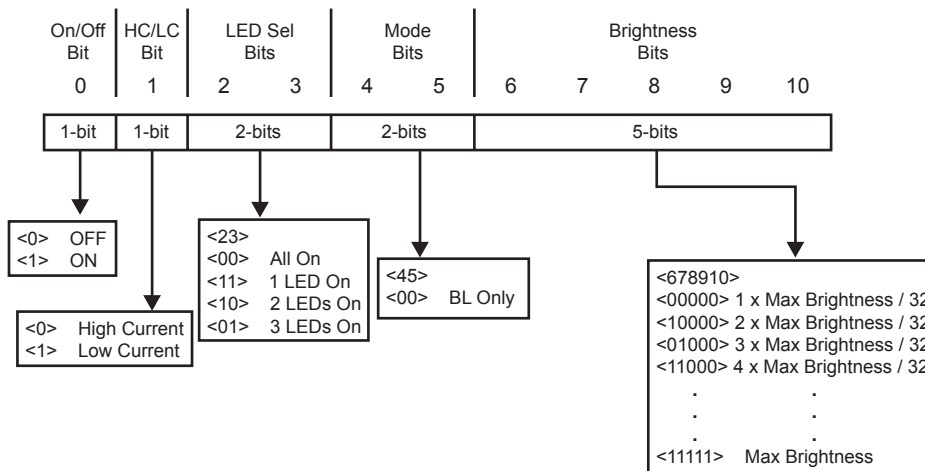 On/Off Bit
HC/LC Bit
LED Sel Bits
Mode Bits
Brightness Bits
0 1 2 3 4 5 6 7 8 9 10
1-bit 1-bit 2-bits 2-bits 5-bits
<0> OFF
<1> ON
<0> High Current
<1> Low Current
<23>
<00> All On
<11> 1 LED On
<10> 2 LEDs On
<01> 3 LEDs On
<45>
<00> BL Only
<678910>
<00000> 1 x Max Brightness / 32
<10000> 2 x Max Brightness / 32
<01000> 3 x Max Brightness / 32
<11000> 4 x Max Brightness / 32
. .
. .
. .
<11111> Max Brightness